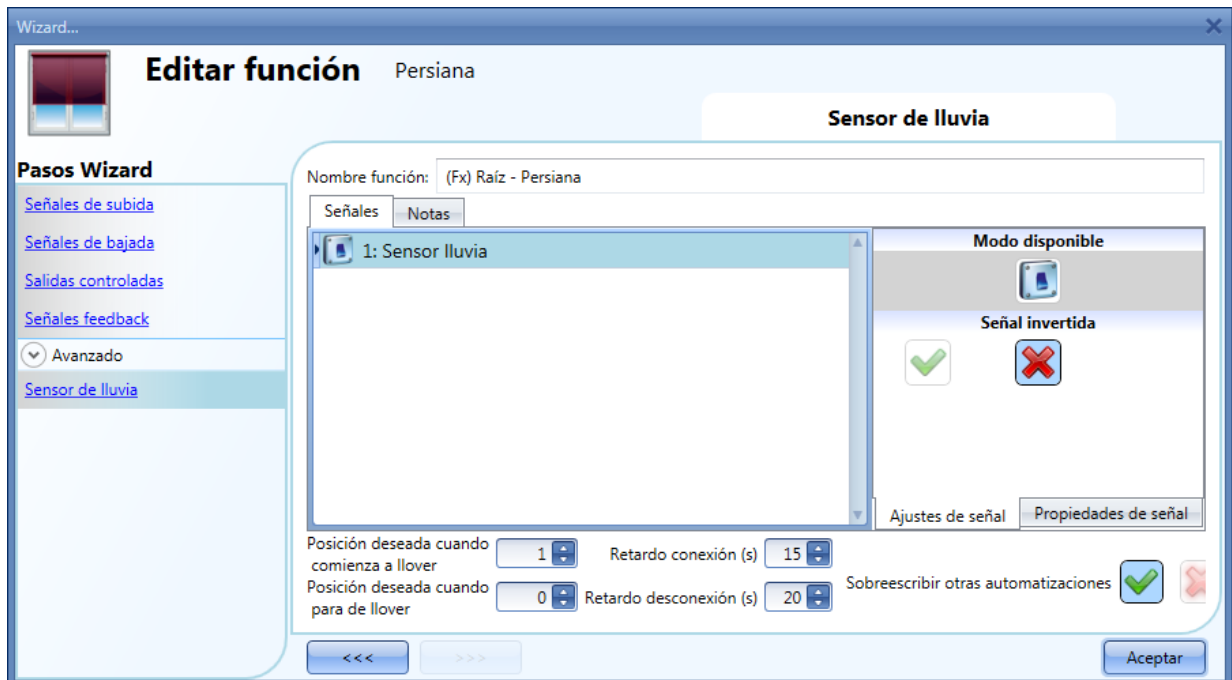 Wizard...
Editar función Persiana
Sensor de lluvia
Pasos Wizard
Señales de subida
Señales de bajada
Salidas controladas
Señales feedback
Avanzado
Sensor de lluvia
Nombre función: (Fx) Raíz - Persiana
Señales Notas
1: Sensor lluvia
Modo disponible
Señal invertida
Ajustes de señal Propiedades de señal
Posición deseada cuando
comienza a llover
1
Retardo conexión (s) 15
Posición deseada cuando
para de llover
0
Retardo desconexión (s) 20
Sobreescribir otras automatizaciones
<<< >>> Aceptar